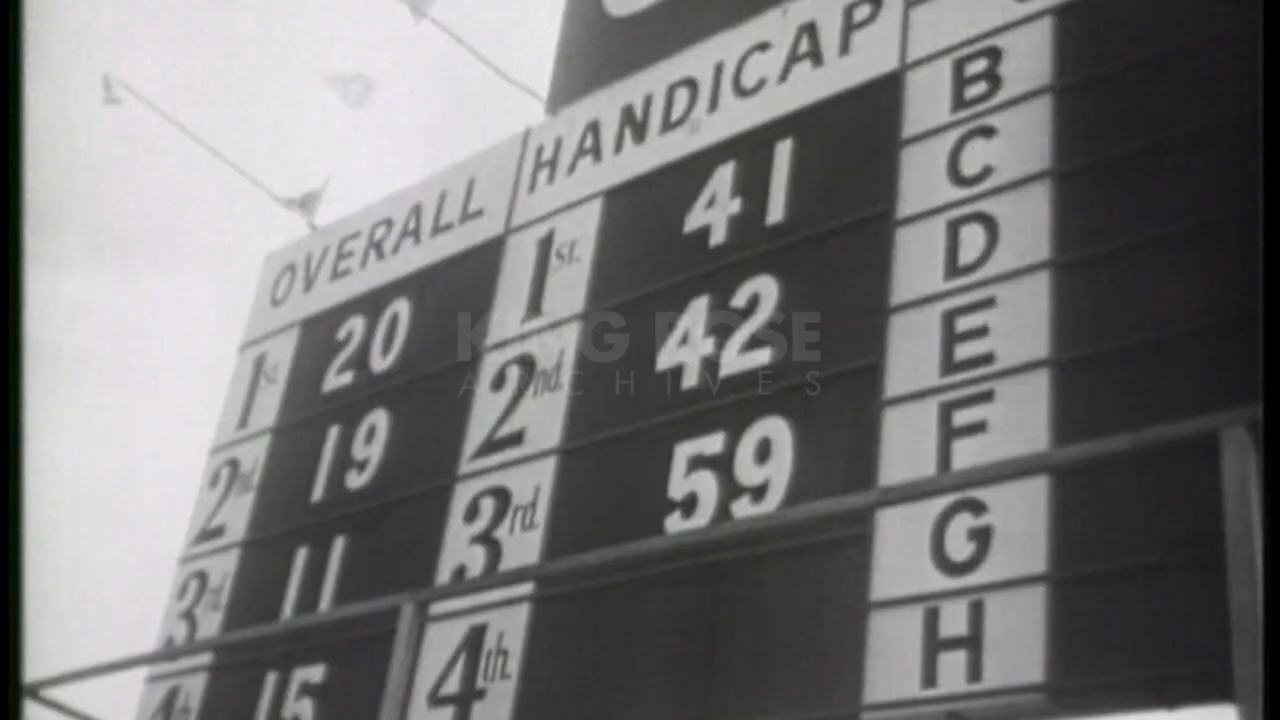 OVERALL HANDICAP
1st. 20 1st. 41 B
2nd. 19 2nd. 42 C
3rd. 11 3rd. 59 D
4th. 15 4th. E
F
G
H
KING ROSE
ARCHIVES